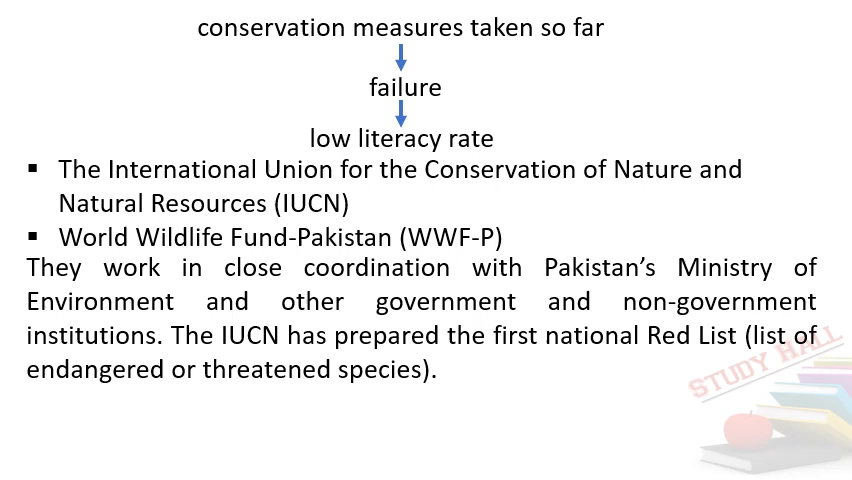 conservation measures taken so far
failure
low literacy rate
▪ The International Union for the Conservation of Nature and
Natural Resources (IUCN)
▪ World Wildlife Fund-Pakistan (WWF-P)
They work in close coordination with Pakistan’s Ministry of
Environment and other government and non-government
institutions. The IUCN has prepared the first national Red List (list of
endangered or threatened species).
STUDY HALL